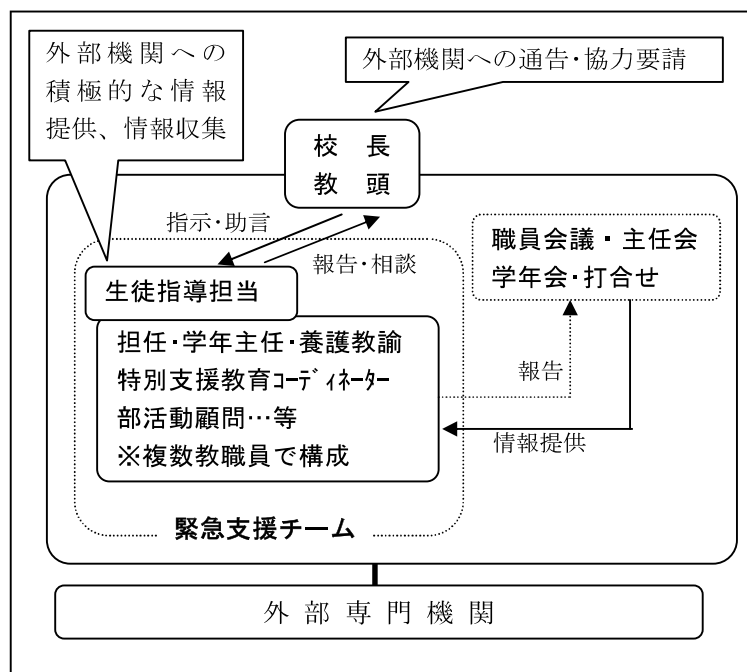 外部機関への
積極的な情報
提供、情報収集
外部機関への通告・協力要請
校 長
教 頭
指示・助言
報告・相談
職員会議・主任会
学年会・打合せ
生徒指導担当
担任・学年主任・養護教諭
特別支援教育ｺｰﾃﾞｨﾈｰﾀｰ
部活動顧問…等
※複数教職員で構成
報告
情報提供
緊急支援チーム
外 部 専 門 機 関